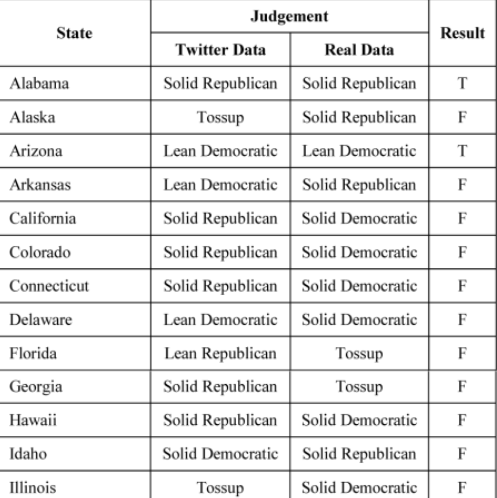 State Judgement Result
Twitter Data Real Data
Alabama Solid Republican Solid Republican T
Alaska Tossup Solid Republican F
Arizona Lean Democratic Lean Democratic T
Arkansas Lean Democratic Solid Republican F
California Solid Republican Solid Democratic F
Colorado Solid Republican Solid Democratic F
Connecticut Solid Republican Solid Democratic F
Delaware Lean Democratic Solid Democratic F
Florida Lean Republican Tossup F
Georgia Solid Republican Tossup F
Hawaii Solid Republican Solid Democratic F
Idaho Solid Democratic Solid Republican F
Illinois Tossup Solid Democratic F